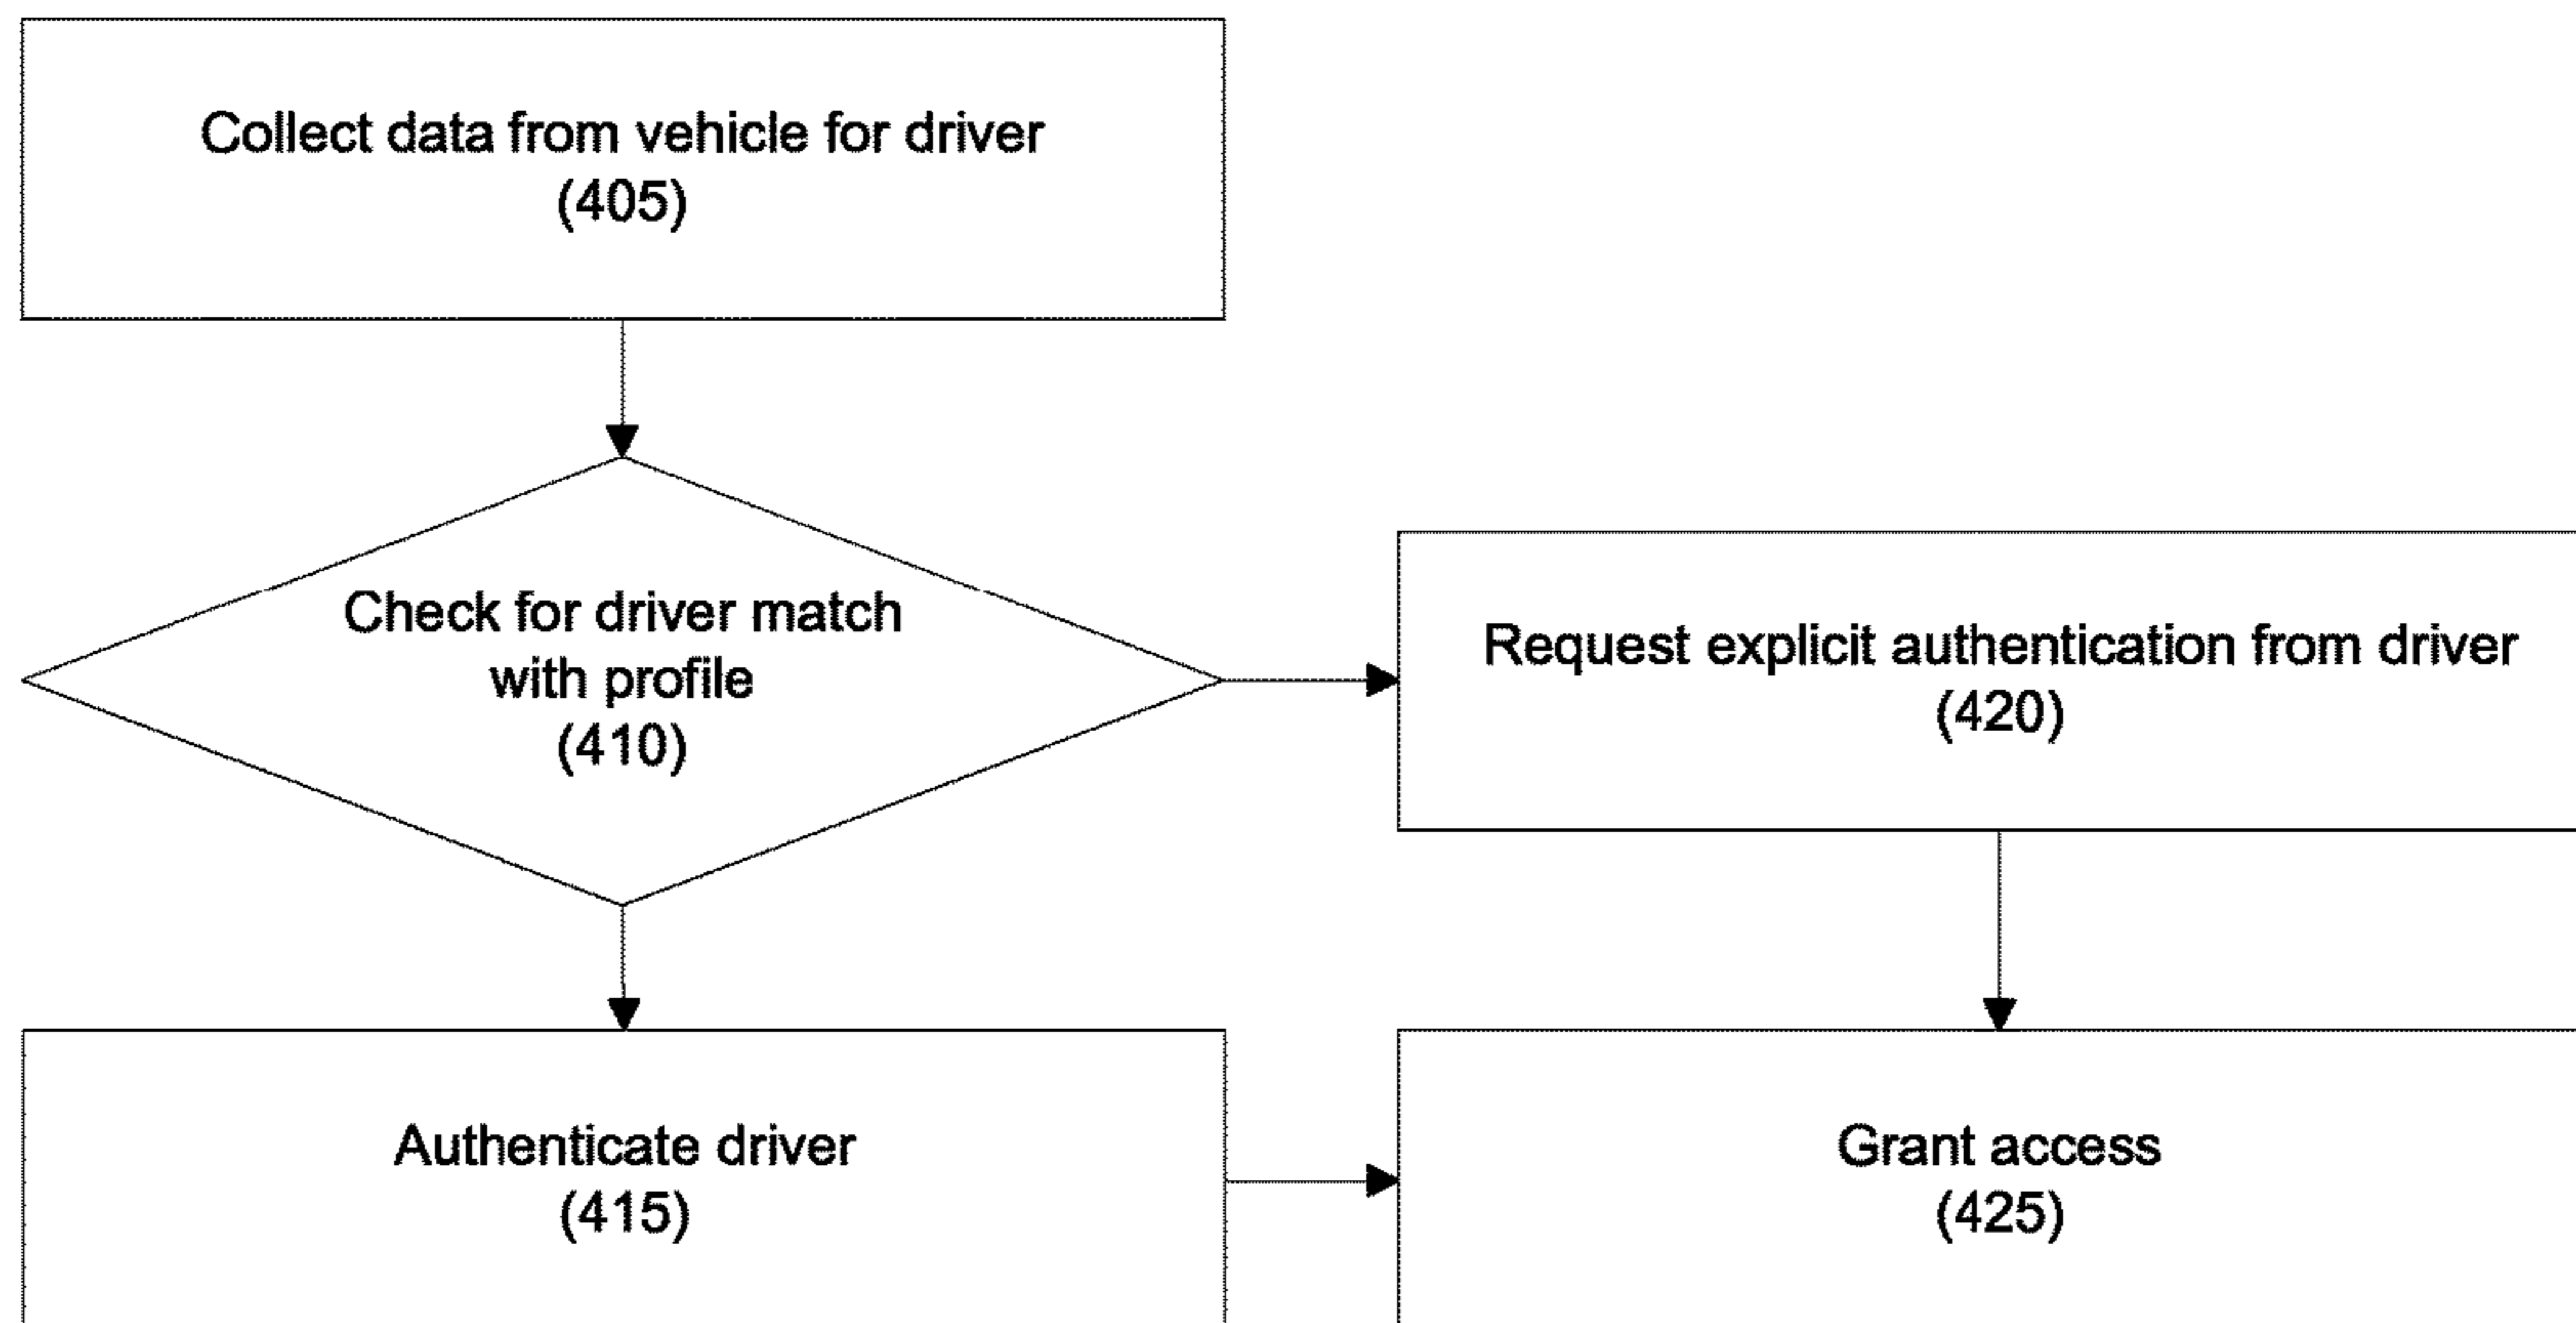 Collect data from vehicle for driver
(405)
Check for driver match
with profile
(410)
Request explicit authentication from driver
(420)
Authenticate driver
(415)
Grant access
(425)